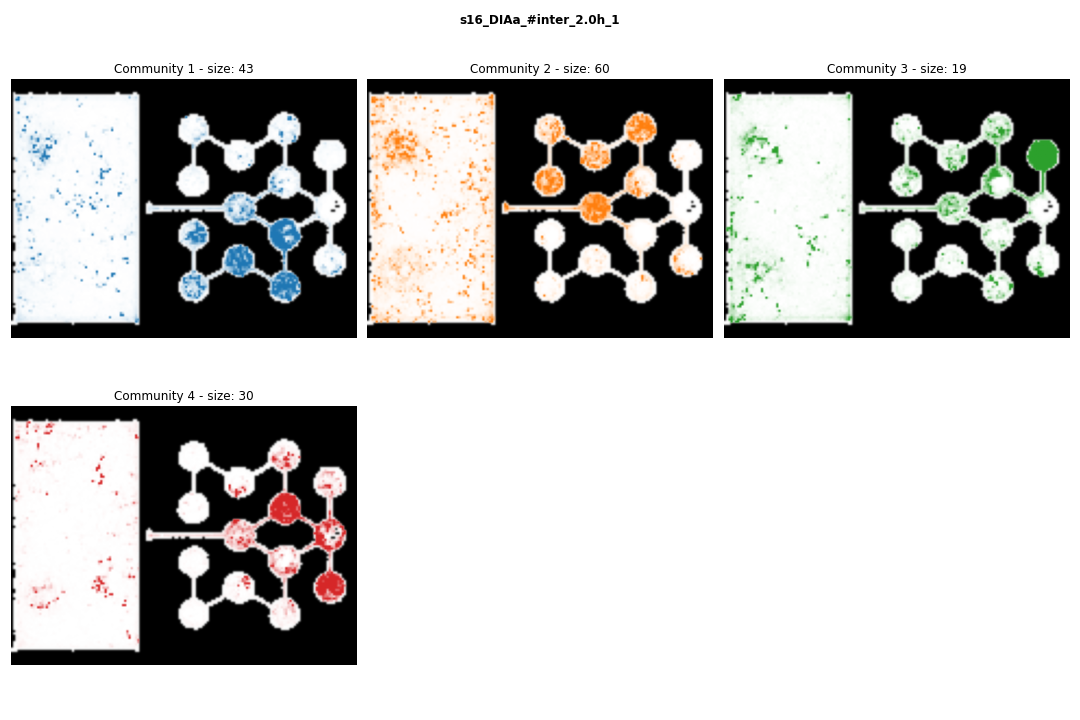 s16_DIAa_#inter_2.0h_1
Community 1 - size: 43
Community 2 - size: 60
Community 3 - size: 19
Community 4 - size: 30